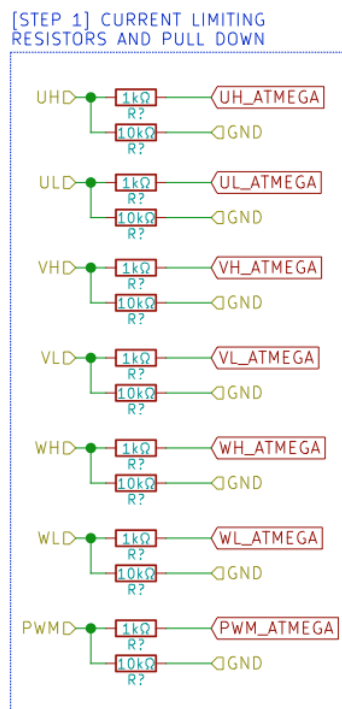 [STEP 1] CURRENT LIMITING
RESISTORS AND PULL DOWN
UH 1kΩ UH_ATMEGA
R?
10kΩ GND
R?
UL 1kΩ UL_ATMEGA
R?
10kΩ GND
R?
VH 1kΩ VH_ATMEGA
R?
10kΩ GND
R?
VL 1kΩ VL_ATMEGA
R?
10kΩ GND
R?
WH 1kΩ WH_ATMEGA
R?
10kΩ GND
R?
WL 1kΩ WL_ATMEGA
R?
10kΩ GND
R?
PWM 1kΩ PWM_ATMEGA
R?
10kΩ GND
R?